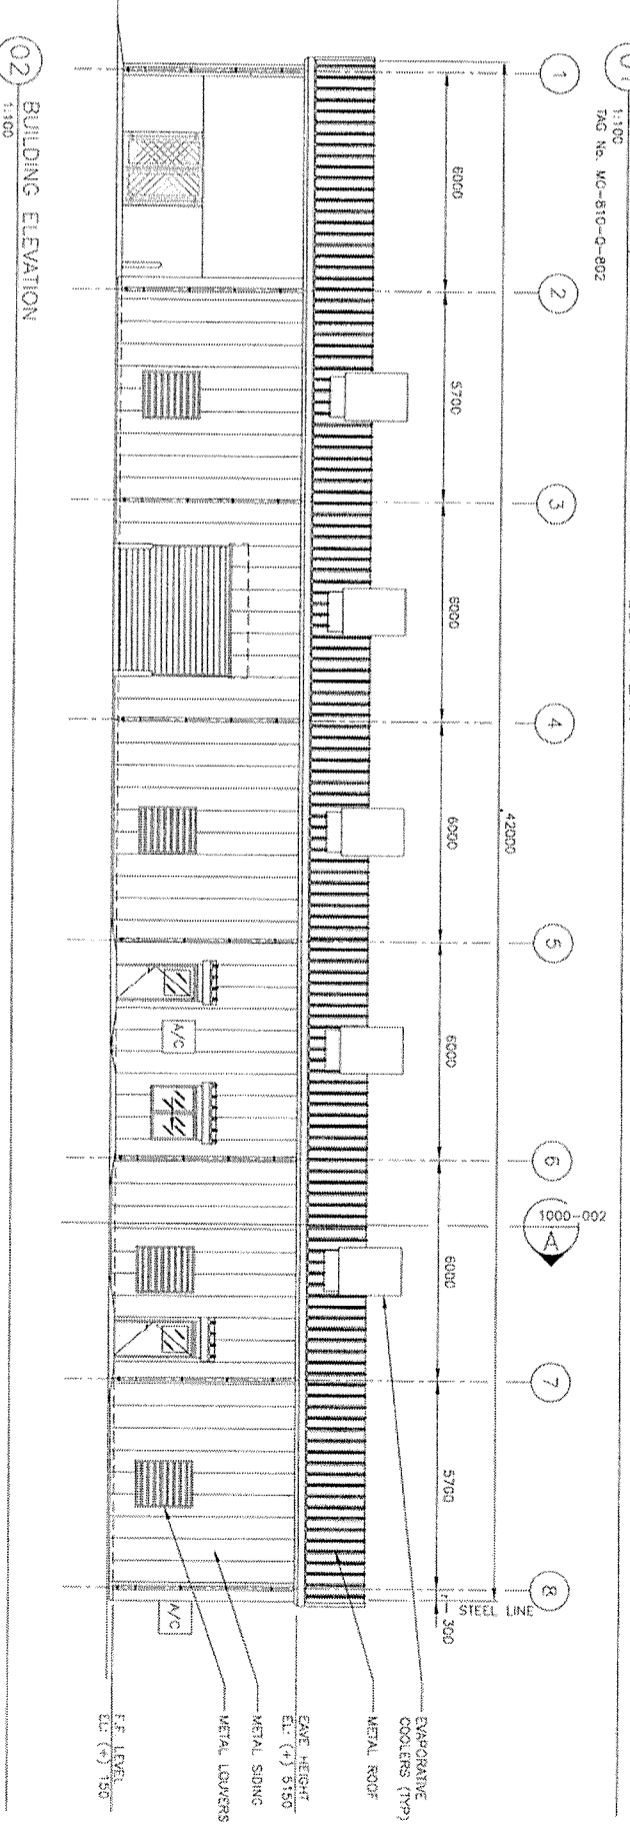 1:100
TAG No. MO-810-Q-802
1
2
3
4
5
6
7
8
42000
6000
5700
6000
6000
6000
6000
5700
300
STEEL LINE
1000-002
A
EVAPORATIVE
COOLERS (TYP)
METAL ROOF
EAVE HEIGHT
EL: (+) 5150
METAL SIDING
METAL LOUVERS
F.F. LEVEL
EL: (+) 150
A/C
A/C
02
BUILDING ELEVATION
1:100